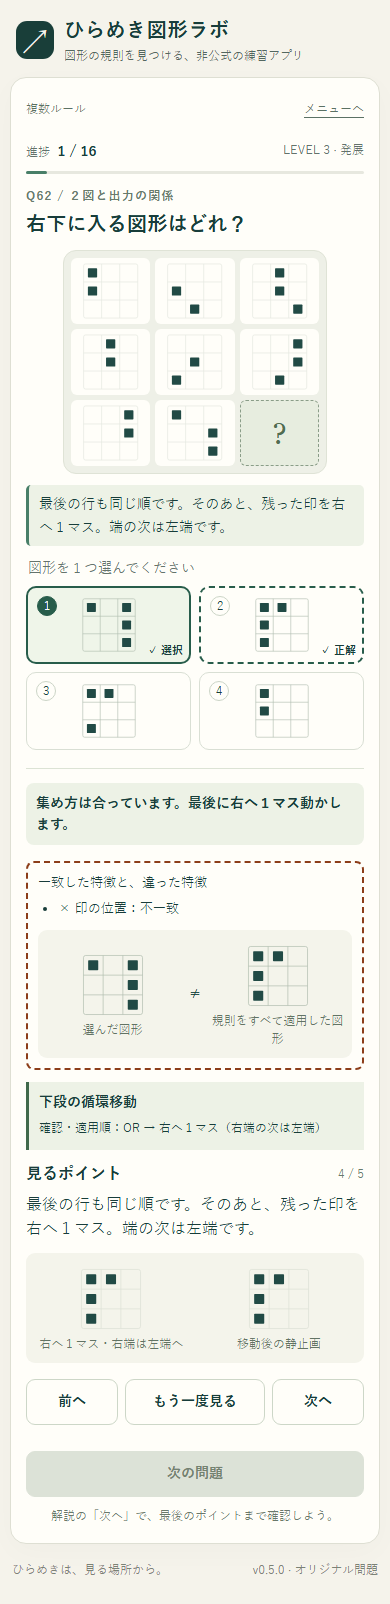 ひらめき図形ラボ
図形の規則を見つける、非公式の練習アプリ
複数ルール
メニューへ
進捗 1 / 16
LEVEL 3 · 発展
Q62 / 2図と出力の関係
右下に入る図形はどれ？
?
最後の行も同じ順です。そのあと、残った印を右
へ1マス。端の次は左端です。
図形を1つ選んでください
1
✓ 選択
2
✓ 正解
3
4
集め方は合っています。最後に右へ1マス動かし
ます。
一致した特徴と、違った特徴
• × 印の位置：不一致
≠
選んだ図形
規則をすべて適用した図
形
下段の循環移動
確認・適用順：OR → 右へ1マス（右端の次は左端）
見るポイント
4 / 5
最後の行も同じ順です。そのあと、残った印を
右へ1マス。端の次は左端です。
右へ1マス・右端は左端へ
移動後の静止画
前へ
もう一度見る
次へ
次の問題
解説の「次へ」で、最後のポイントまで確認しよう。
ひらめきは、見る場所から。
v0.5.0 · オリジナル問題